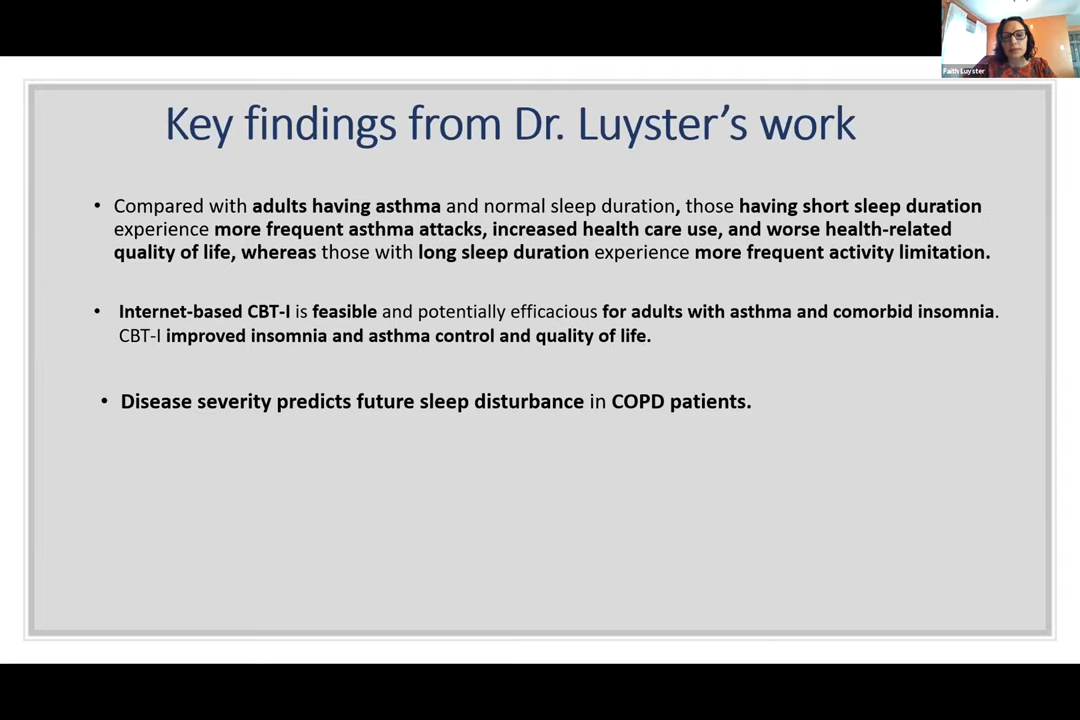 Faith Luyster
Key findings from Dr. Luyster's work
• Compared with adults having asthma and normal sleep duration, those having short sleep duration
experience more frequent asthma attacks, increased health care use, and worse health-related
quality of life, whereas those with long sleep duration experience more frequent activity limitation.
• Internet-based CBT-I is feasible and potentially efficacious for adults with asthma and comorbid insomnia.
CBT-I improved insomnia and asthma control and quality of life.
• Disease severity predicts future sleep disturbance in COPD patients.